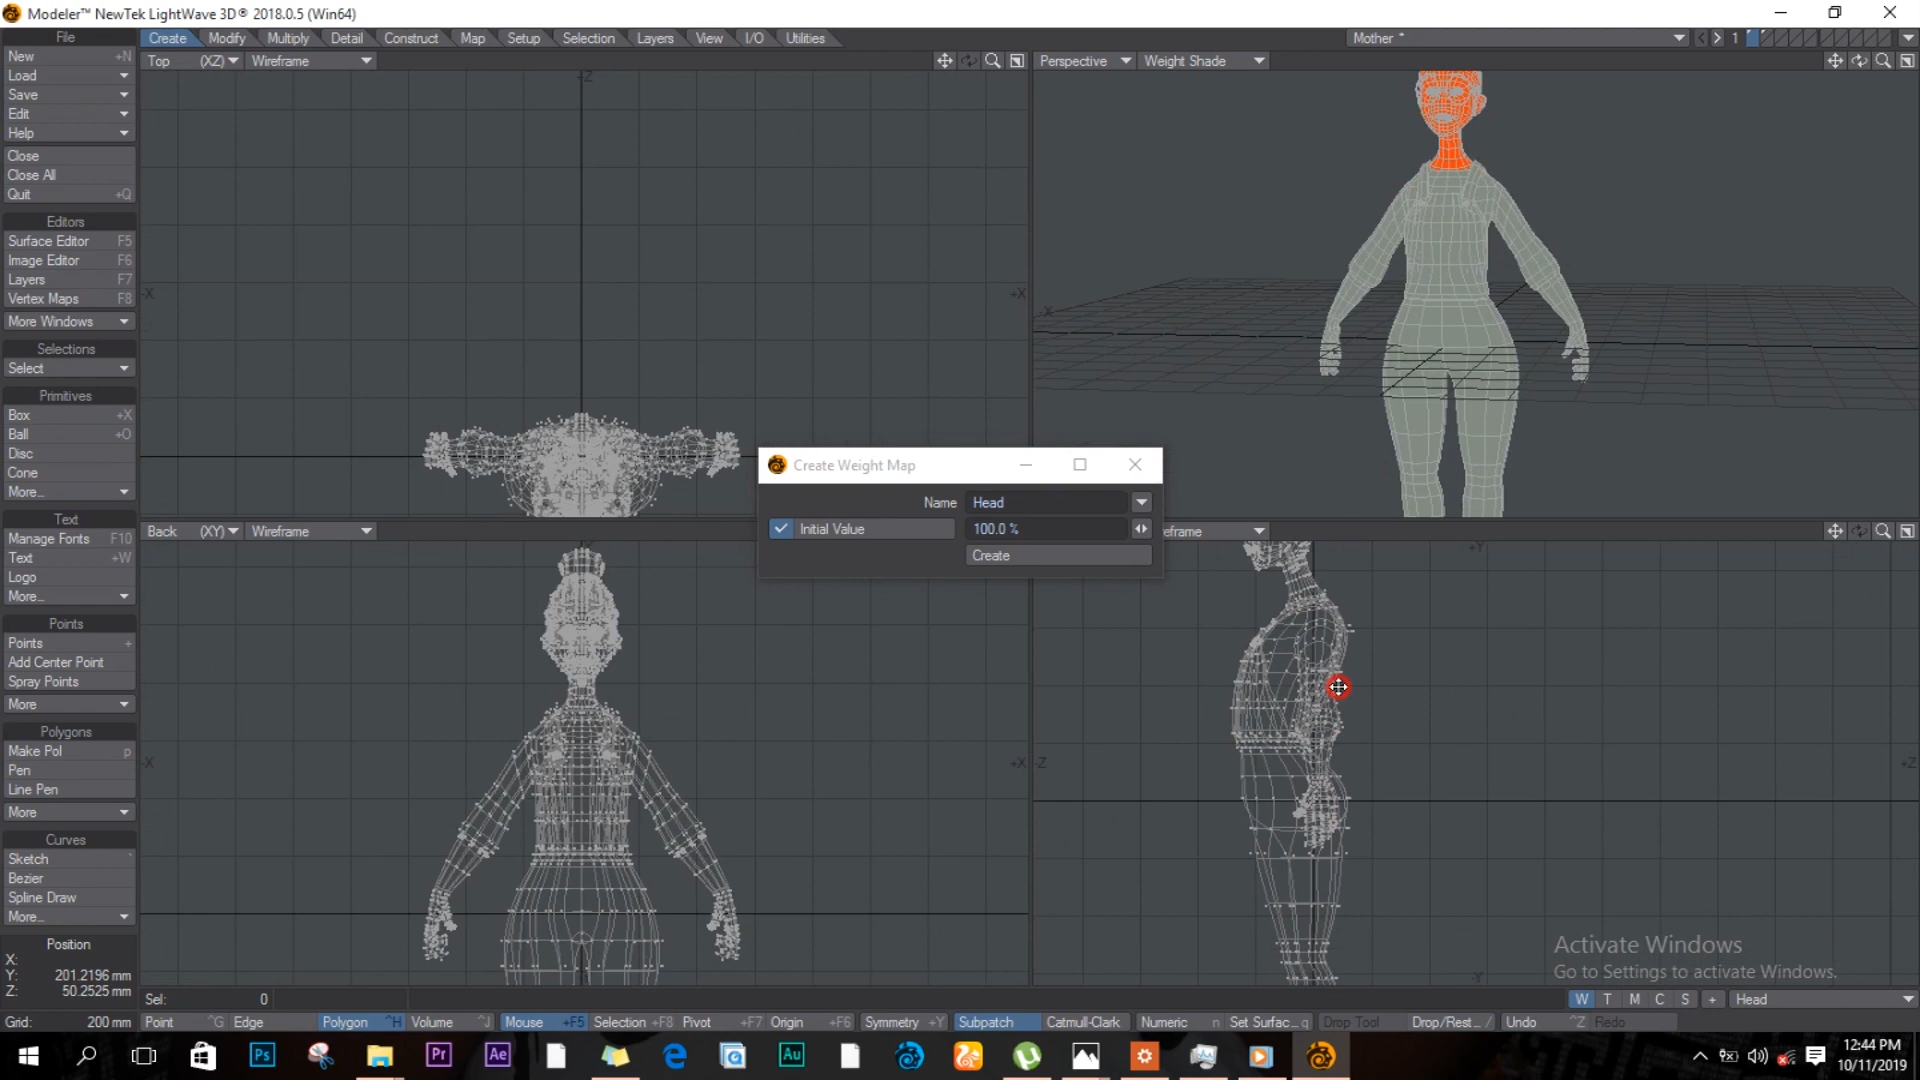 Modeler™ NewTek LightWave 3D® 2018.0.5 (Win64)
File
Create Modify Multiply Detail Construct Map Setup Selection Layers View I/O Utilities
Mother * 1
New +N
Load
Save
Edit
Help
Close
Close All
Quit +Q
Editors
Surface Editor F5
Image Editor F6
Layers F7
Vertex Maps F8
More Windows
Selections
Select
Primitives
Box +X
Ball +O
Disc
Cone
More...
Text
Manage Fonts F10
Text +W
Logo
More...
Points
Points +
Add Center Point
Spray Points
More
Polygons
Make Pol p
Pen
Line Pen
More
Curves
Sketch `
Bezier
Spline Draw
More...
Position
X:
Y: 201.2196 mm
Z: 50.2525 mm
Grid: 200 mm
Top (XZ) Wireframe
Perspective Weight Shade
Back (XY) Wireframe
eframe
-X +X
+Z
-X
-X +X
-Z +Z
+Y
-Y
Create Weight Map
Name Head
Initial Value 100.0 %
Create
Activate Windows
Go to Settings to activate Windows.
Sel: 0
W T M C S + Head
Point ^G Edge Polygon ^H Volume ^J Mouse +F5 Selection +F8 Pivot +F7 Origin +F6 Symmetry +Y Subpatch Catmull-Clark Numeric n Set Surfac... q Drop Tool Drop/Rest... / Undo ^Z Redo
Ps Pr Ae Au
12:44 PM
10/11/2019